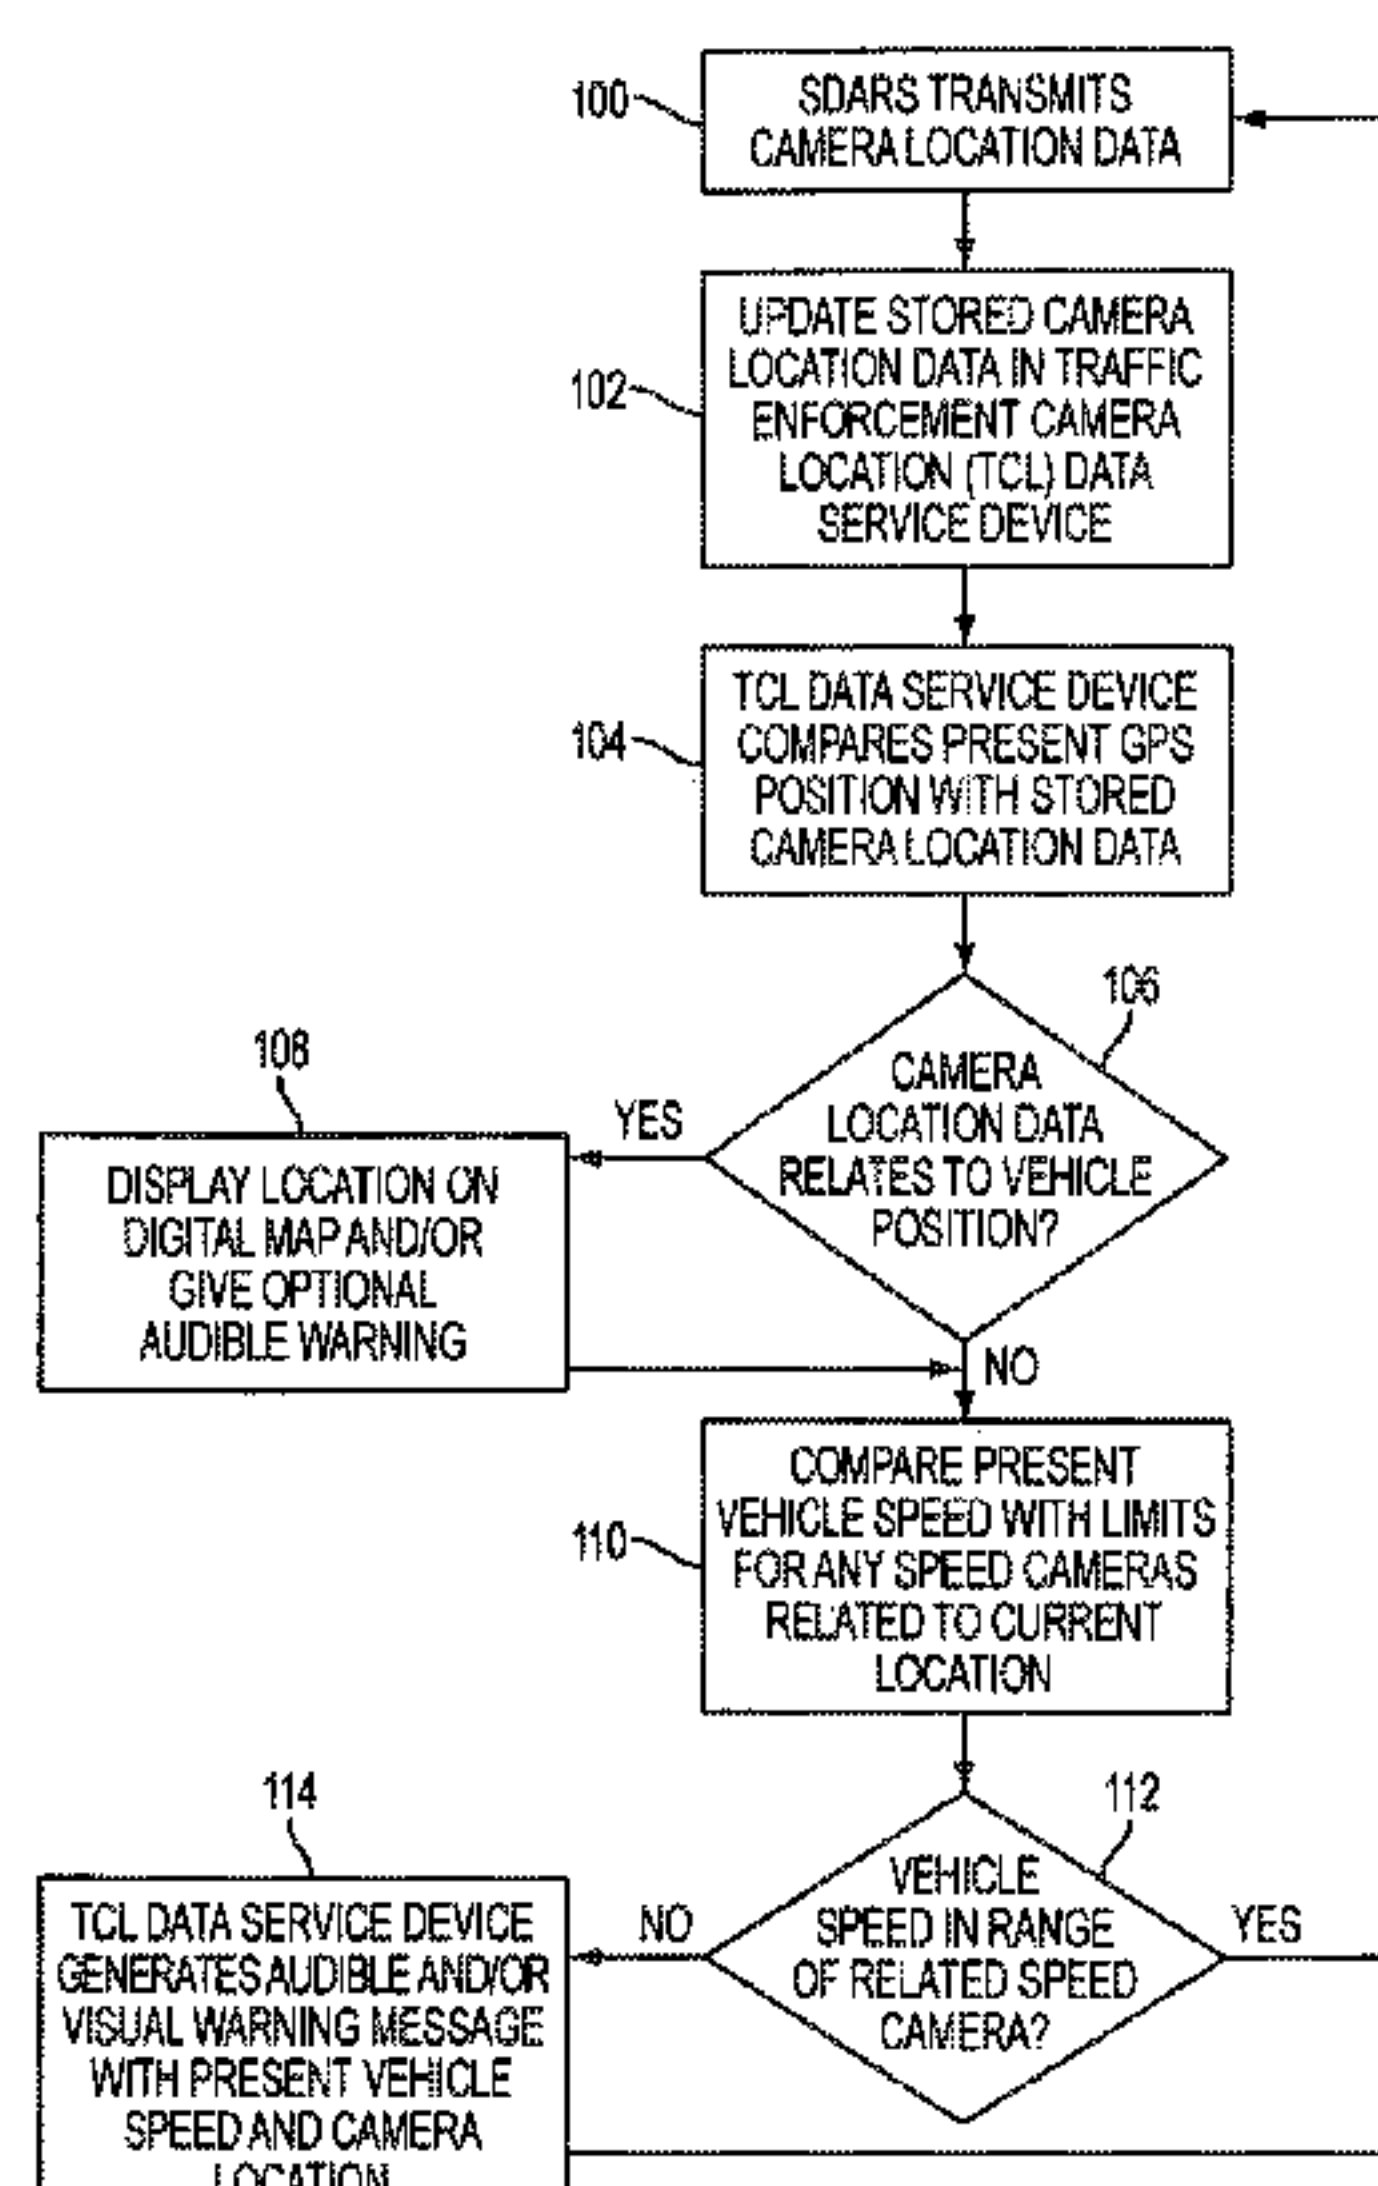 100
SDARS TRANSMITS
CAMERA LOCATION DATA
102
UPDATE STORED CAMERA
LOCATION DATA IN TRAFFIC
ENFORCEMENT CAMERA
LOCATION (TCL) DATA
SERVICE DEVICE
104
TCL DATA SERVICE DEVICE
COMPARES PRESENT GPS
POSITION WITH STORED
CAMERA LOCATION DATA
106
CAMERA
LOCATION DATA
RELATES TO VEHICLE
POSITION?
YES
108
DISPLAY LOCATION ON
DIGITAL MAP AND/OR
GIVE OPTIONAL
AUDIBLE WARNING
NO
110
COMPARE PRESENT
VEHICLE SPEED WITH LIMITS
FOR ANY SPEED CAMERAS
RELATED TO CURRENT
LOCATION
112
VEHICLE
SPEED IN RANGE
OF RELATED SPEED
CAMERA?
NO
YES
114
TCL DATA SERVICE DEVICE
GENERATES AUDIBLE AND/OR
VISUAL WARNING MESSAGE
WITH PRESENT VEHICLE
SPEED AND CAMERA
LOCATION